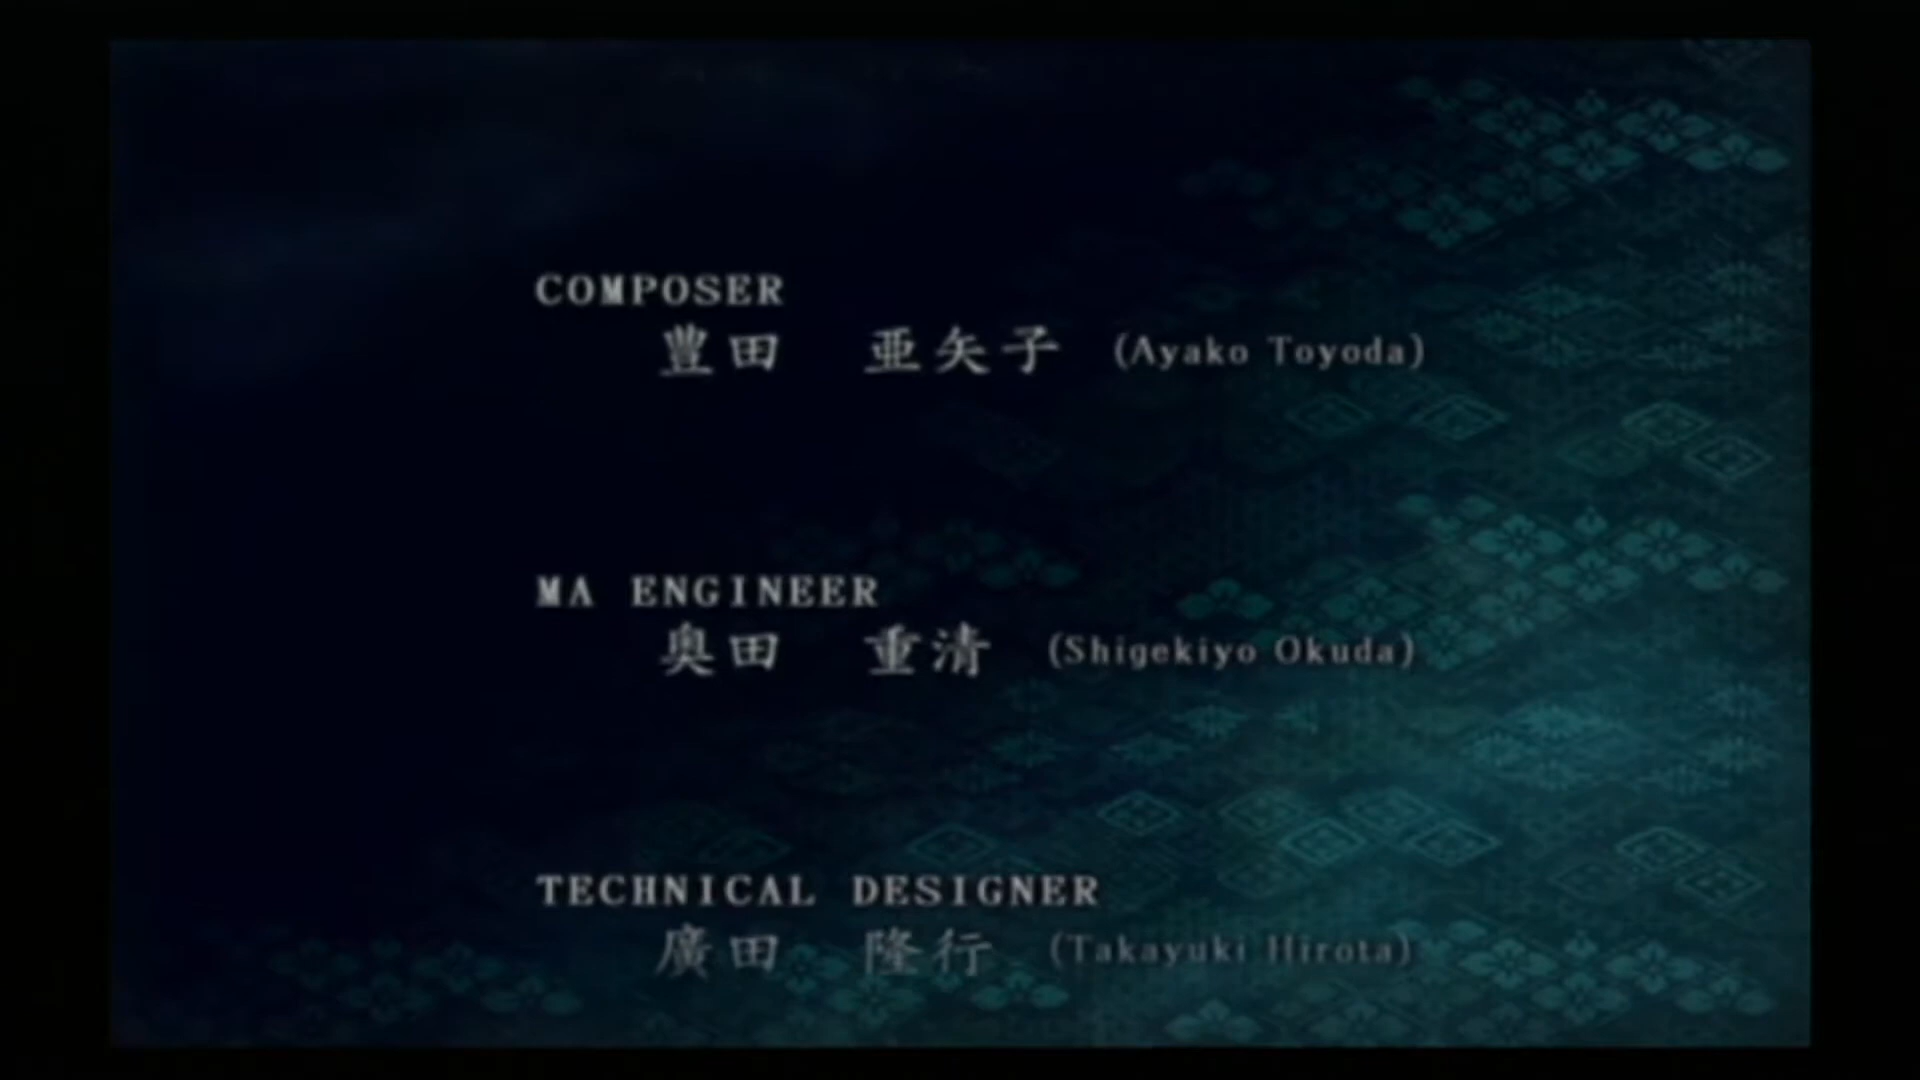 COMPOSER
豊田 亜矢子 (Ayako Toyoda)
MA ENGINEER
奥田 重清 (Shigekiyo Okuda)
TECHNICAL DESIGNER
廣田 隆行 (Takayuki Hirota)